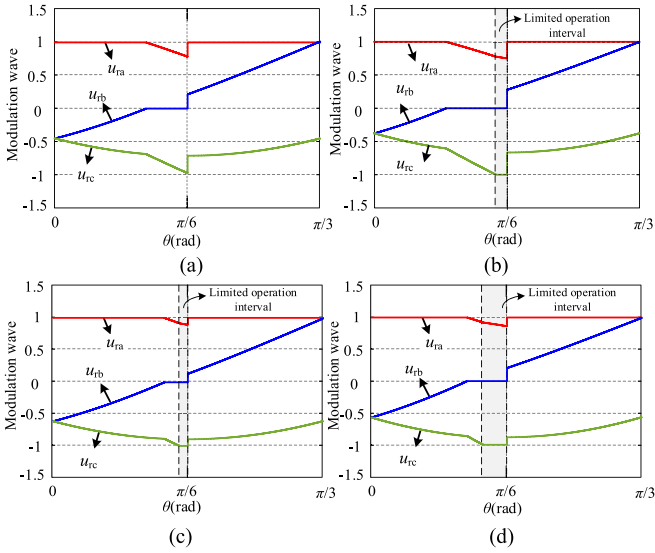 1.5
1
0.5
0
-0.5
-1
-1.5
Modulation wave
ura
urb
urc
0
π/6
π/3
θ(rad)
(a)
1.5
1
0.5
0
-0.5
-1
-1.5
Modulation wave
Limited operation
interval
ura
urb
urc
0
π/6
π/3
θ(rad)
(b)
1.5
1
0.5
0
-0.5
-1
-1.5
Modulation wave
Limited operation
interval
ura
urb
urc
0
π/6
π/3
θ(rad)
(c)
1.5
1
0.5
0
-0.5
-1
-1.5
Modulation wave
Limited operation
interval
ura
urb
urc
0
π/6
π/3
θ(rad)
(d)